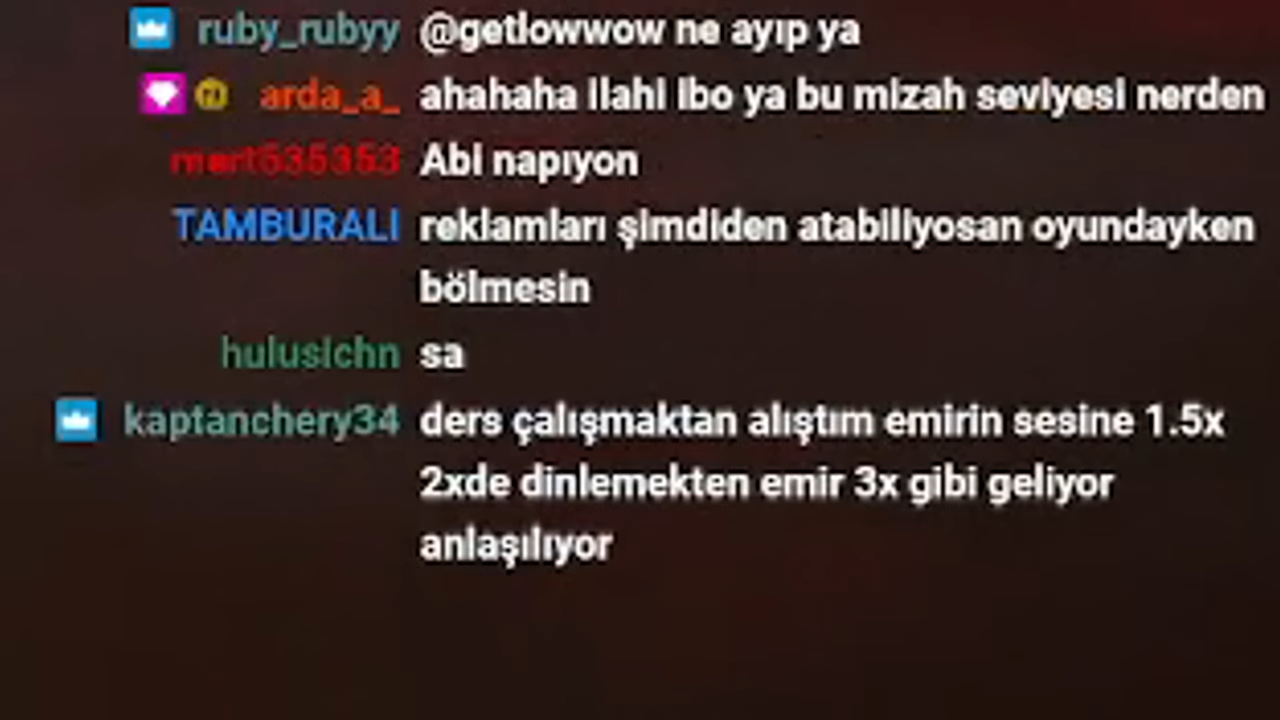 ruby_rubyy @getlowwow ne ayıp ya
arda_a_ ahahaha ilahi ibo ya bu mizah seviyesi nerden
mert535353 Abi napıyon
TAMBURALI reklamları şimdiden atabiliyosan oyundayken
bölmesin
hulusichn sa
kaptanchery34 ders çalışmaktan alıştım emirin sesine 1.5x
2xde dinlemekten emir 3x gibi geliyor
anlaşılıyor